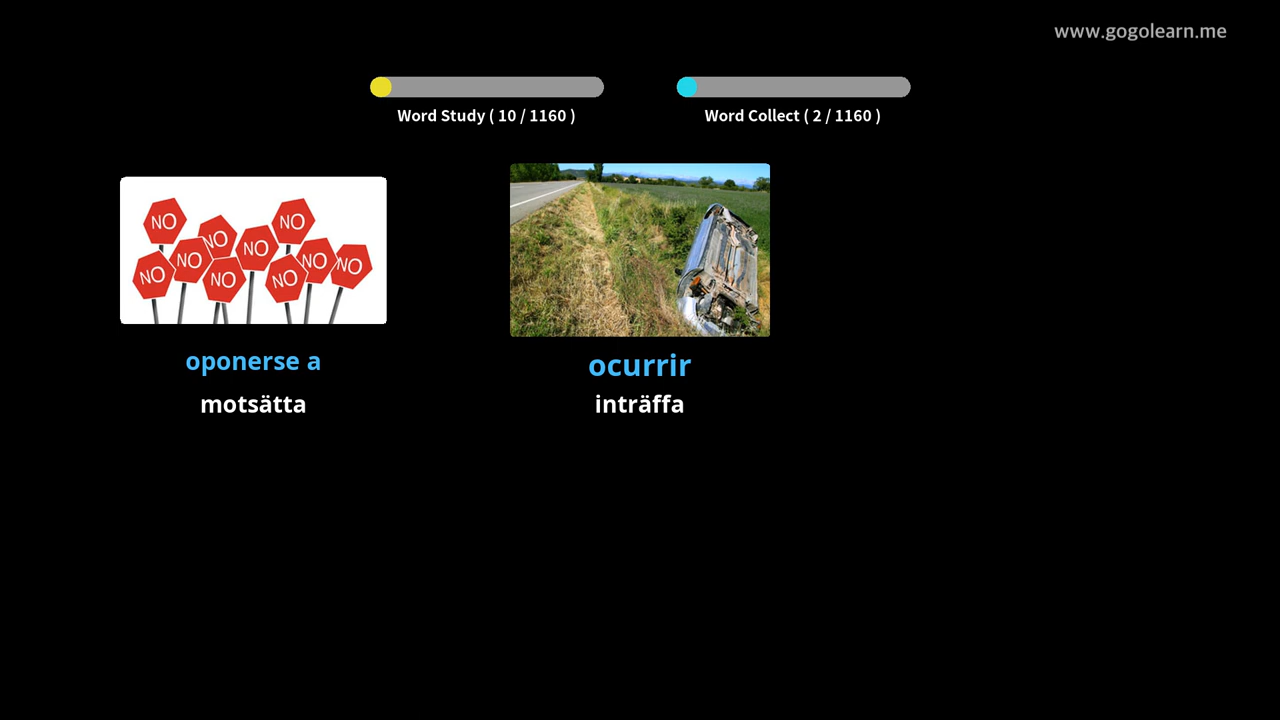 www.gogolearn.me
Word Study ( 10 / 1160 )
Word Collect ( 2 / 1160 )
NO
NO
NO
NO
NO
NO
NO
NO
NO
NO
oponerse a
motsätta
ocurrir
inträffa